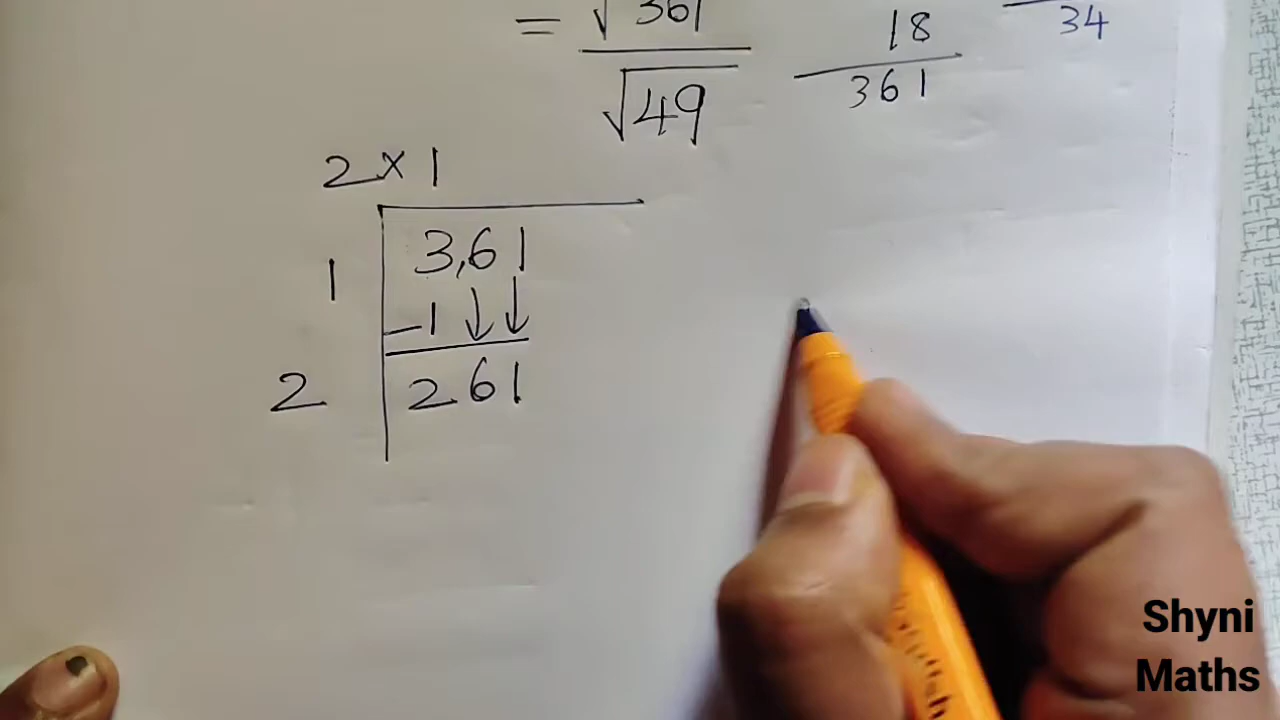 = √361 / √49
18
361
34
2 × 1
1 3,61
- 1 ↓ ↓
2 261
Shyni
Maths